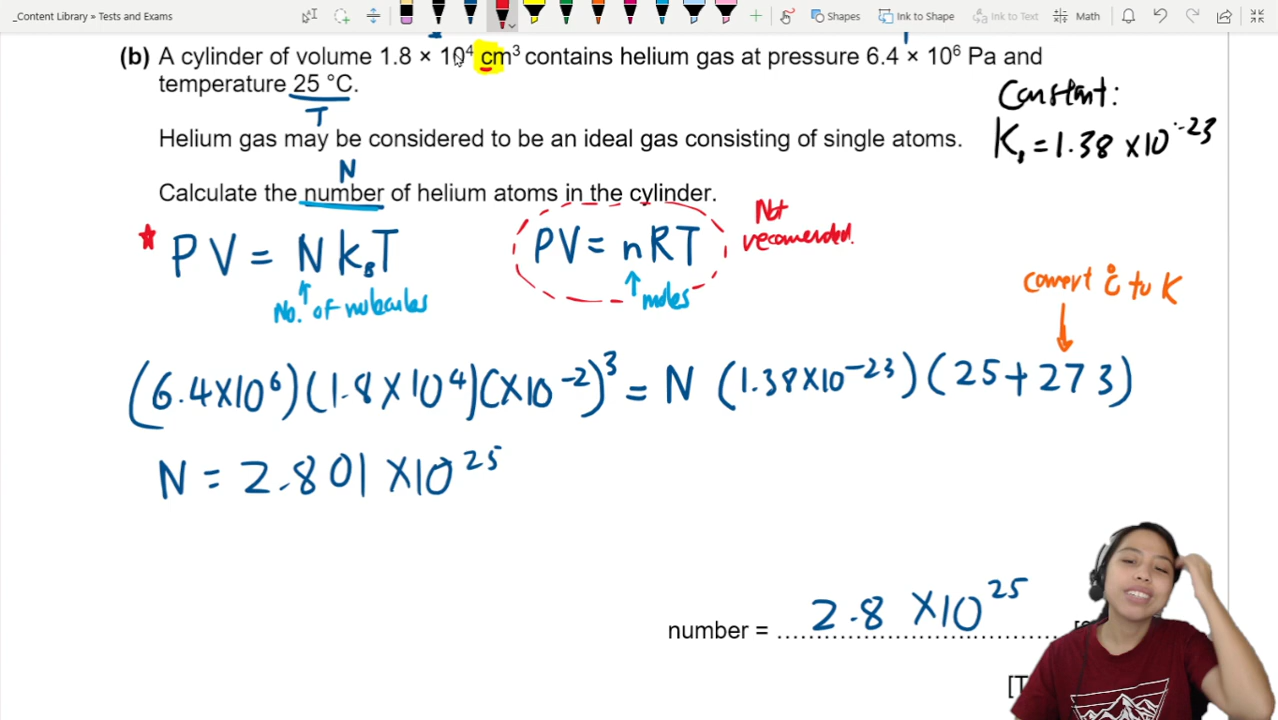 _Content Library » Tests and Exams
Shapes Ink to Shape Ink to Text Math
(b) A cylinder of volume 1.8 × 10⁴ cm³ contains helium gas at pressure 6.4 × 10⁶ Pa and
temperature 25 °C.
T
Constant:
K₁ = 1.38 ×10⁻²³
Helium gas may be considered to be an ideal gas consisting of single atoms.
N
Calculate the number of helium atoms in the cylinder.
PV = N k_B T
PV = nRT
Not
recomended.
No. of molecules
moles
convert °C to K
(6.4×10⁶)(1.8×10⁴)(×10⁻²)³ = N (1.38×10⁻²³)(25+273)
N = 2.801 ×10²⁵
number = 2.8 ×10²⁵